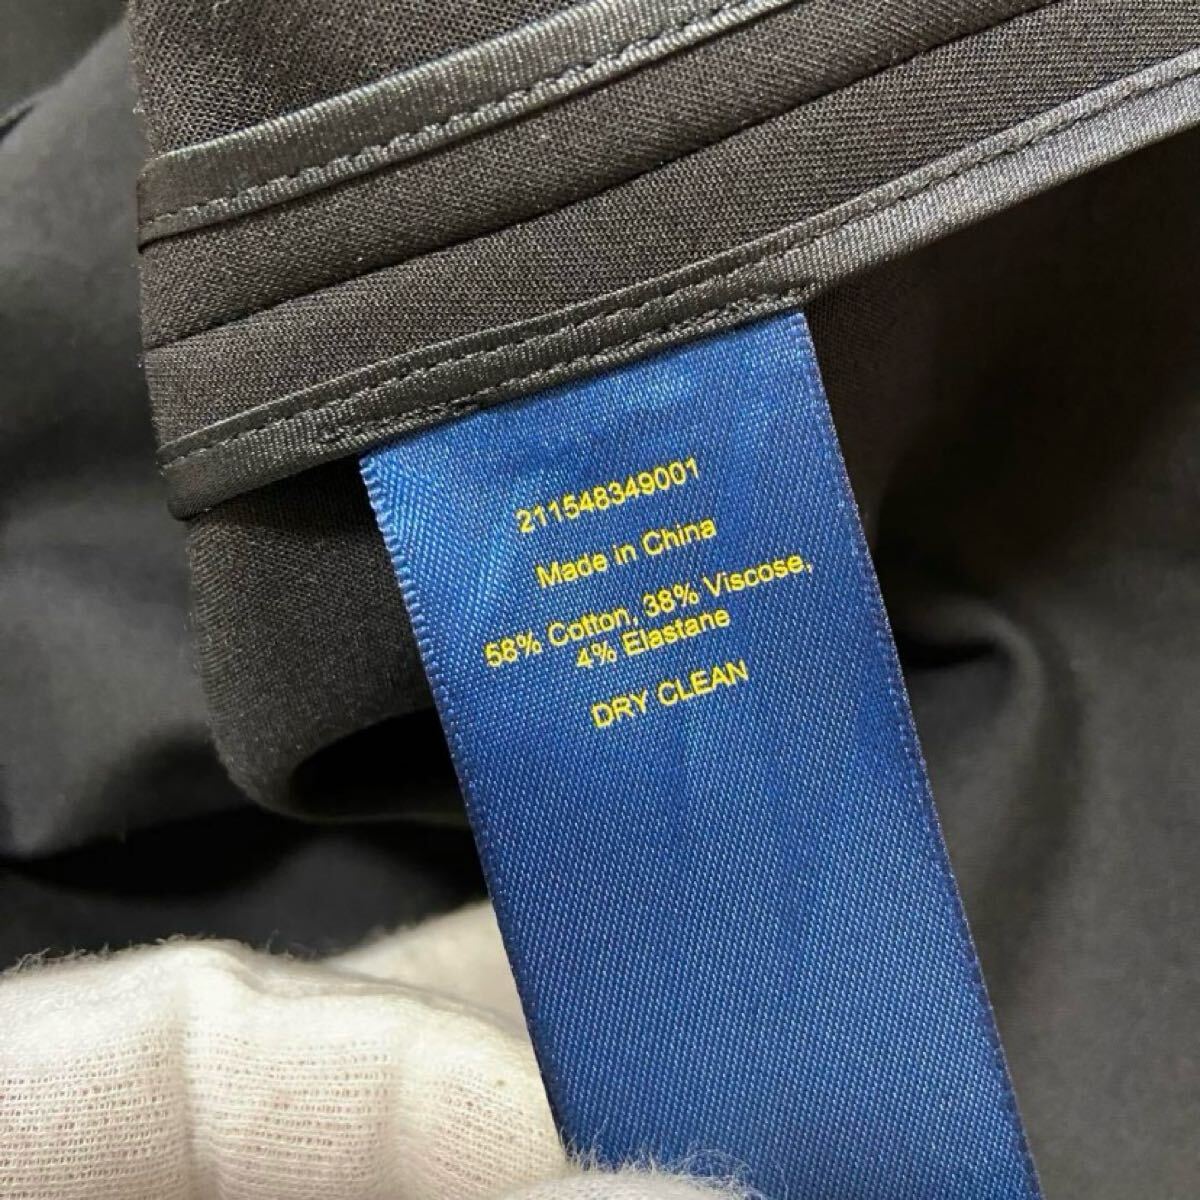 211548349001
Made in China
58% Cotton, 38% Viscose,
4% Elastane
DRY CLEAN